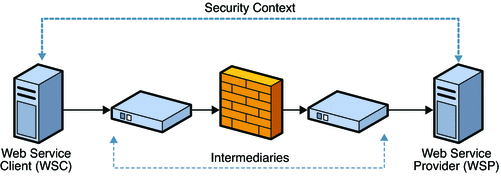 Security Context
Web Service
Client (WSC)
Intermediaries
Web Service
Provider (WSP)